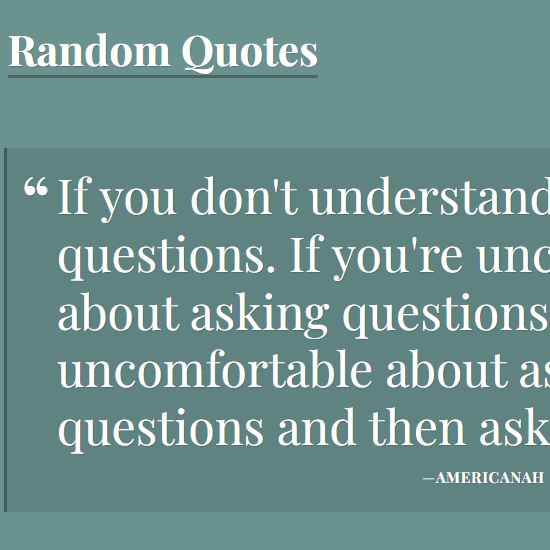 Random Quotes
“ If you don't understand
questions. If you're
about asking questions
uncomfortable about
questions and then ask
—AMERICANAH